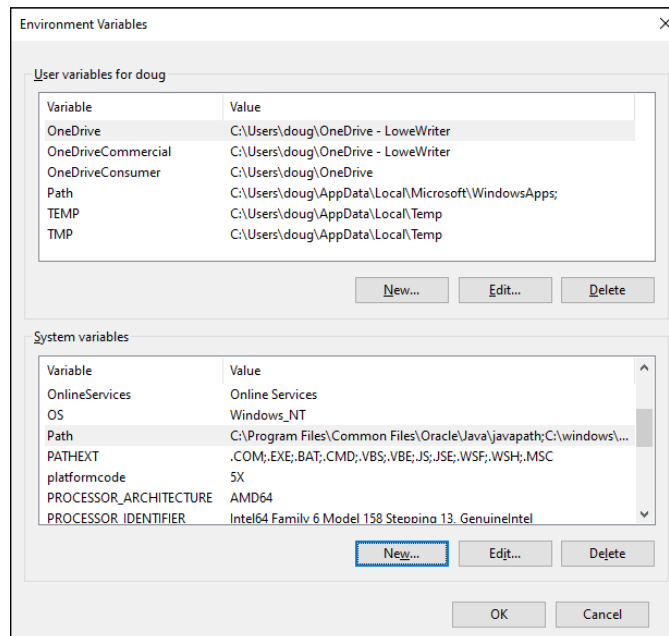 Environment Variables
User variables for doug
Variable Value
OneDrive C:\Users\doug\OneDrive - LoweWriter
OneDriveCommercial C:\Users\doug\OneDrive - LoweWriter
OneDriveConsumer C:\Users\doug\OneDrive
Path C:\Users\doug\AppData\Local\Microsoft\WindowsApps;
TEMP C:\Users\doug\AppData\Local\Temp
TMP C:\Users\doug\AppData\Local\Temp
New... Edit... Delete
System variables
Variable Value
OnlineServices Online Services
OS Windows_NT
Path C:\Program Files\Common Files\Oracle\Java\javapath;C:\windows\...
PATHEXT .COM;.EXE;.BAT;.CMD;.VBS;.VBE;.JS;.JSE;.WSF;.WSH;.MSC
platformcode 5X
PROCESSOR_ARCHITECTURE AMD64
PROCESSOR_IDENTIFIER Intel64 Family 6 Model 158 Stepping 13, GenuineIntel
New... Edit... Delete
OK Cancel